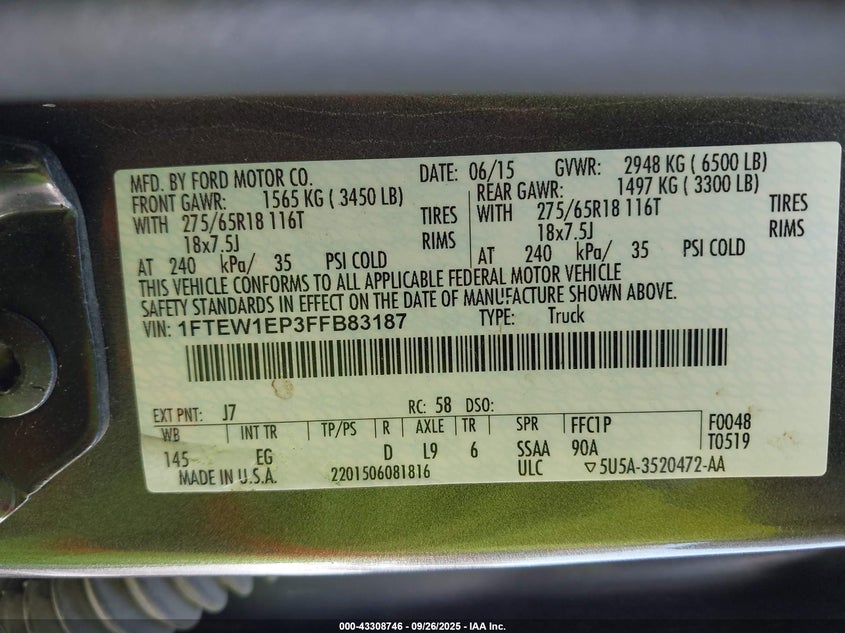 MFD. BY FORD MOTOR CO. DATE: 06/15 GVWR: 2948 KG ( 6500 LB)
FRONT GAWR: 1565 KG ( 3450 LB) REAR GAWR: 1497 KG ( 3300 LB)
WITH 275/65R18 116T TIRES WITH 275/65R18 116T TIRES
18x7.5J RIMS 18x7.5J RIMS
AT 240 kPa/ 35 PSI COLD AT 240 kPa/ 35 PSI COLD
THIS VEHICLE CONFORMS TO ALL APPLICABLE FEDERAL MOTOR VEHICLE
SAFETY STANDARDS IN EFFECT ON THE DATE OF MANUFACTURE SHOWN ABOVE.
VIN: 1FTEW1EP3FFB83187 TYPE: Truck
EXT PNT: J7 RC: 58 DSO:
WB INT TR TP/PS R AXLE TR SPR FFC1P F0048
145 EG D L9 6 SSAA 90A T0519
MADE IN U.S.A. 2201506081816 ULC ▽5U5A-3520472-AA
000-43308746 - 09/26/2025 - IAA Inc.